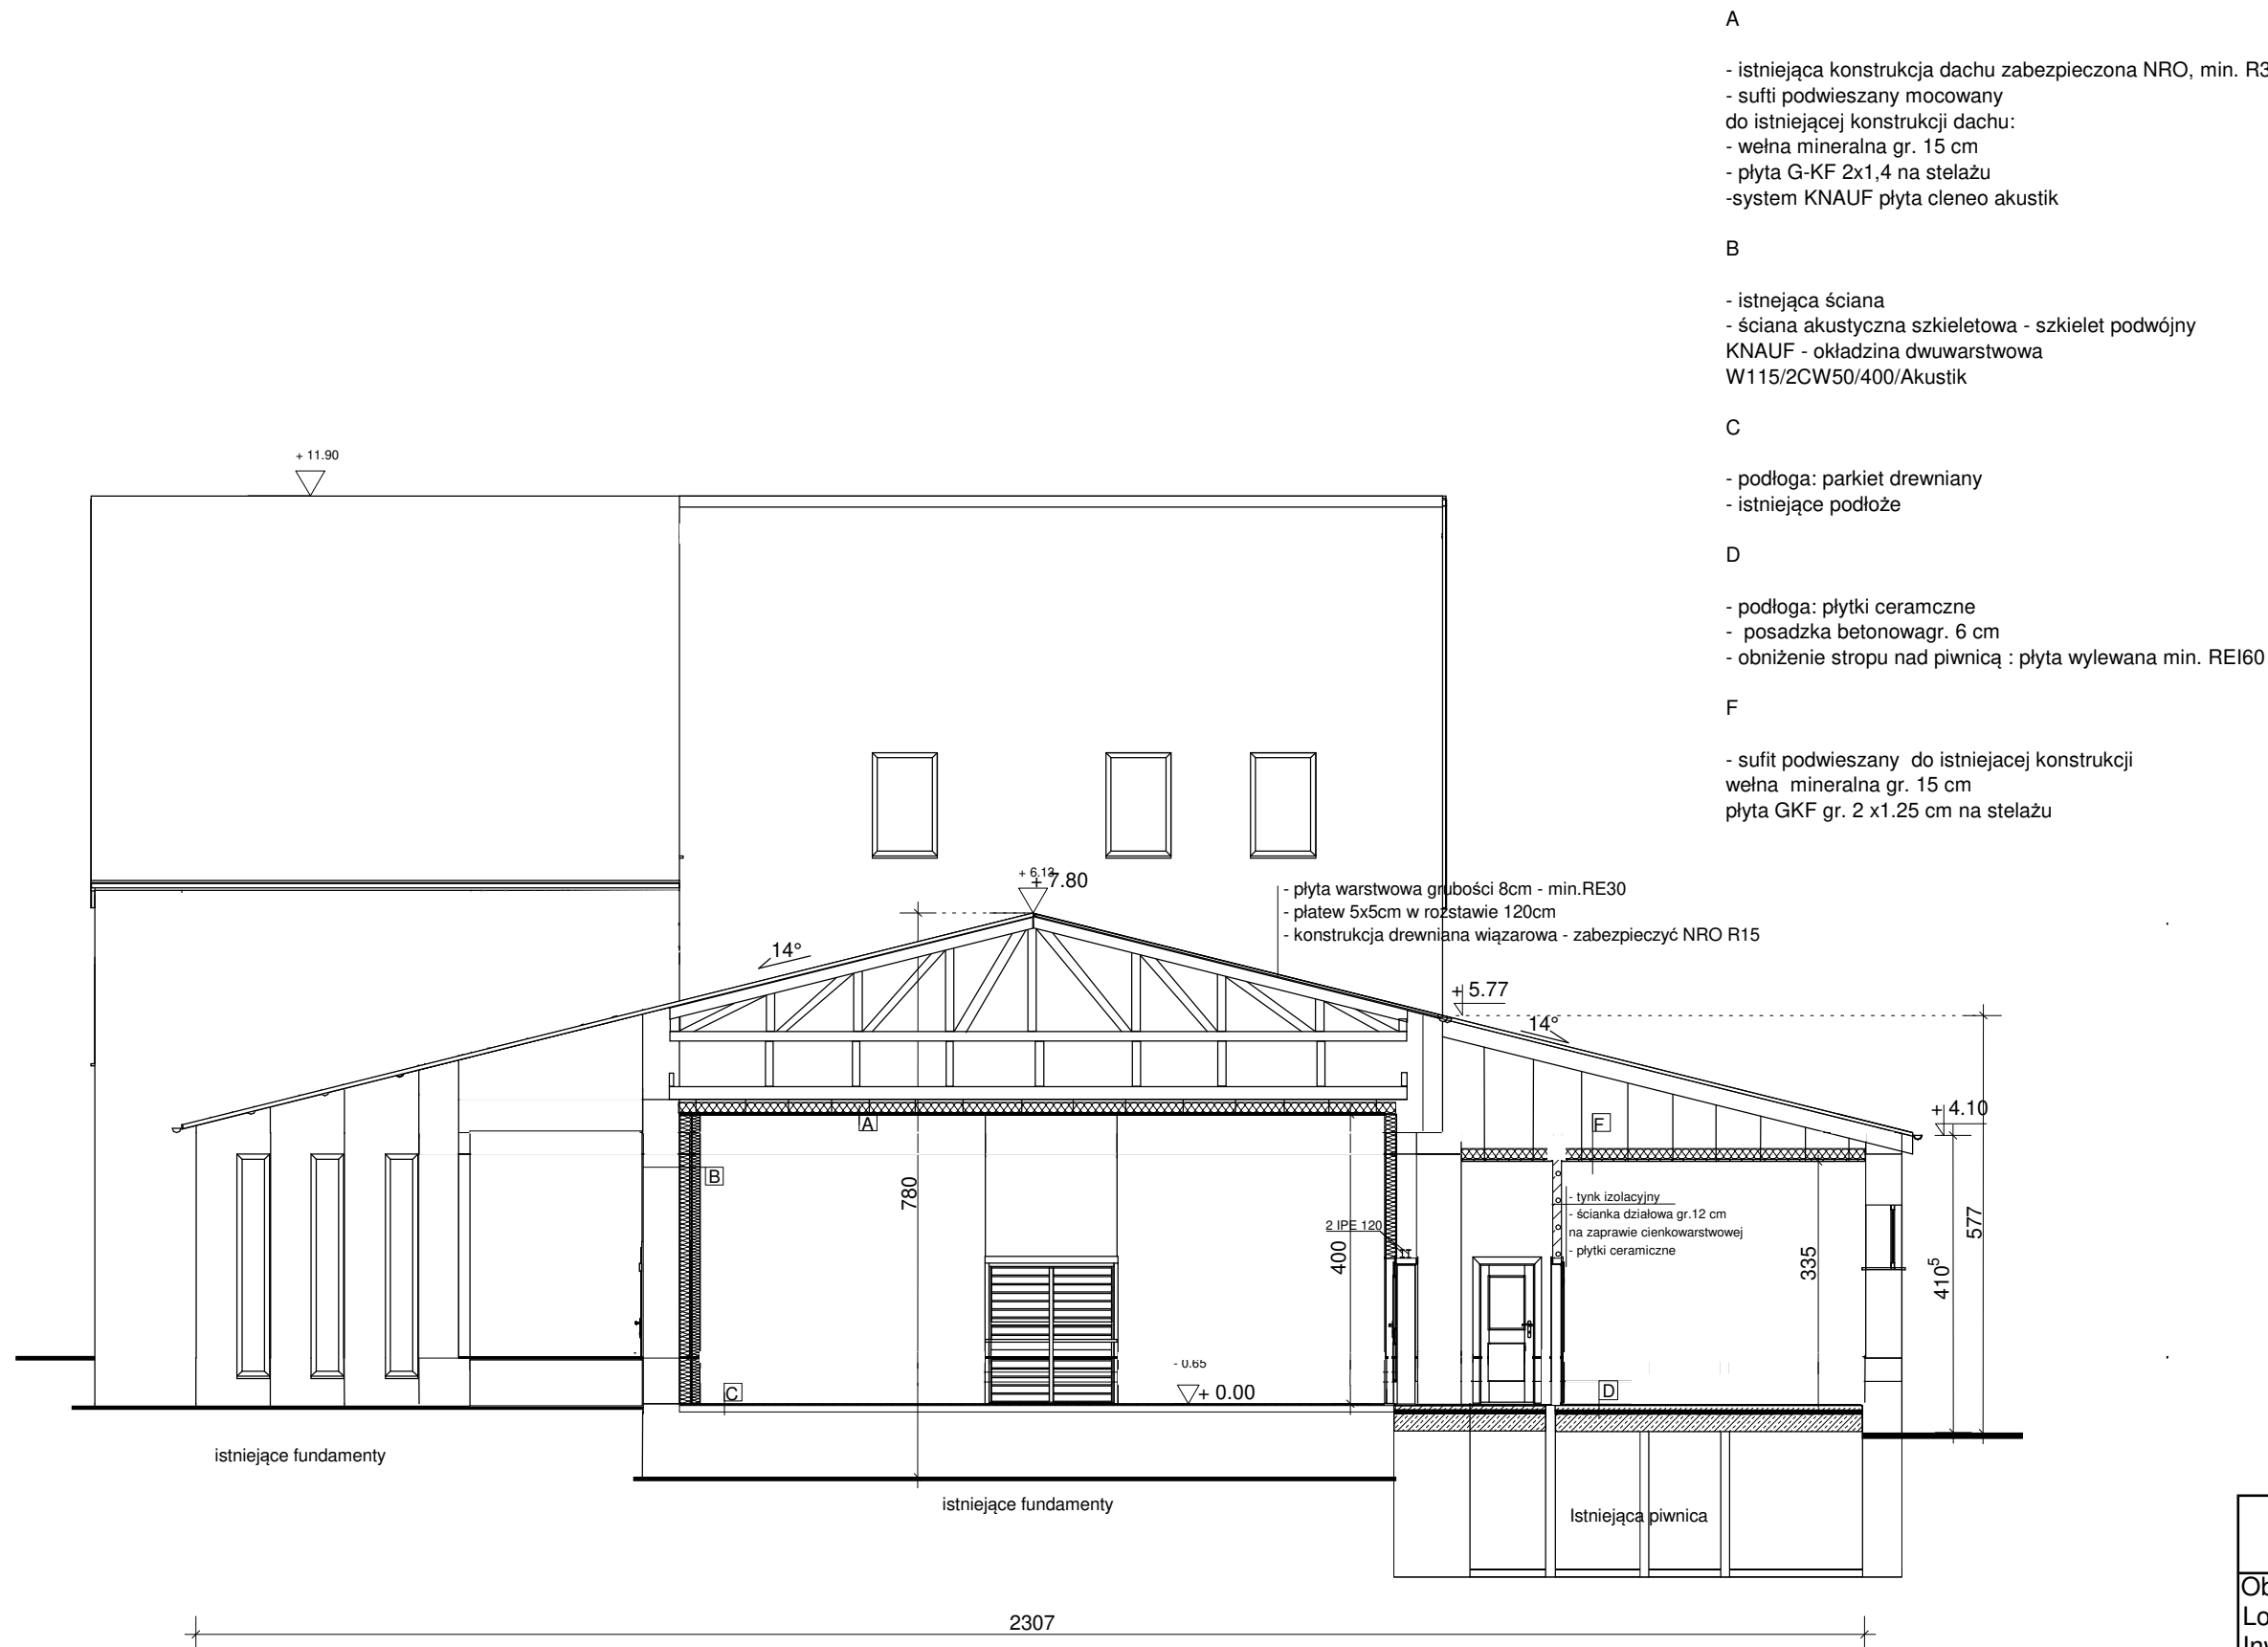 A
- istniejąca konstrukcja dachu zabezpieczona NRO, min. R3
- sufti podwieszany mocowany
do istniejącej konstrukcji dachu:
- wełna mineralna gr. 15 cm
- płyta G-KF 2x1,4 na stelażu
-system KNAUF płyta cleneo akustik
B
- istnejąca ściana
- ściana akustyczna szkieletowa - szkielet podwójny
KNAUF - okładzina dwuwarstwowa
W115/2CW50/400/Akustik
C
- podłoga: parkiet drewniany
- istniejące podłoże
D
- podłoga: płytki ceramczne
- posadzka betonowagr. 6 cm
- obniżenie stropu nad piwnicą : płyta wylewana min. REI60
F
- sufit podwieszany do istniejacej konstrukcji
wełna mineralna gr. 15 cm
płyta GKF gr. 2 x1.25 cm na stelażu
+ 11.90
+ 6.13
+ 7.80
- płyta warstwowa grubości 8cm - min.RE30
- płatew 5x5cm w rozstawie 120cm
- konstrukcja drewniana wiązarowa - zabezpieczyć NRO R15
14°
+ 5.77
14°
+ 4.10
A
F
B
780
- tynk izolacyjny
- ścianka działowa gr.12 cm
na zaprawie cienkowarstwowej
- płytki ceramiczne
2 IPE 120
400
335
410⁵
577
- 0.65
+ 0.00
C
D
istniejące fundamenty
istniejące fundamenty
Istniejąca piwnica
2307
Ob
Lo